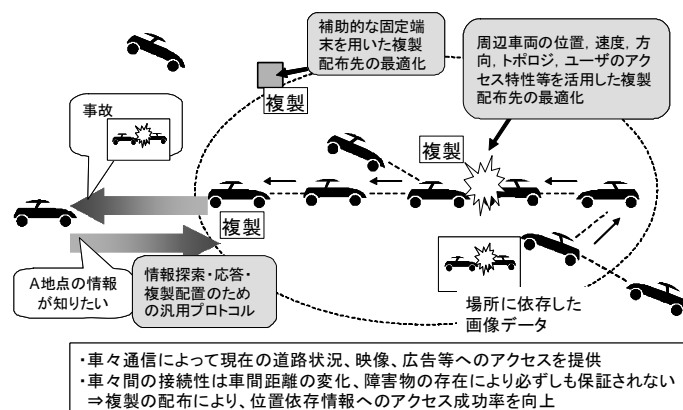 補助的な固定端
末を用いた複製
配布先の最適化
周辺車両の位置, 速度, 方
向, トポロジ, ユーザのアク
セス特性等を活用した複製
配布先の最適化
事故
複製
複製
複製
A地点の情報
が知りたい
情報探索・応答・
複製配置のため
の汎用プロトコル
場所に依存した
画像データ
・車々通信によって現在の道路状況、映像、広告等へのアクセスを提供
・車々間の接続性は車間距離の変化、障害物の存在により必ずしも保証されない
⇒複製の配布により、位置依存情報へのアクセス成功率を向上